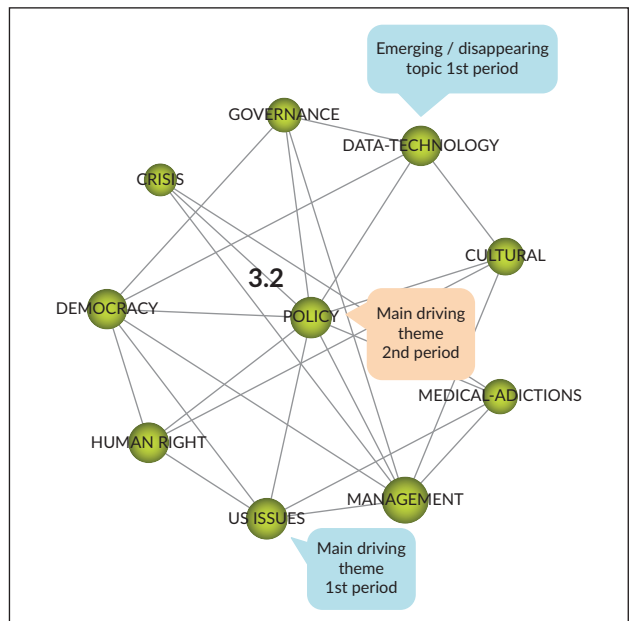 Emerging / disappearing
topic 1st period
GOVERNANCE
DATA-TECHNOLOGY
CRISIS
CULTURAL
3.2
DEMOCRACY
POLICY
Main driving
theme
2nd period
MEDICAL-ADICTIONS
HUMAN RIGHT
MANAGEMENT
US ISSUES
Main driving
theme
1st period